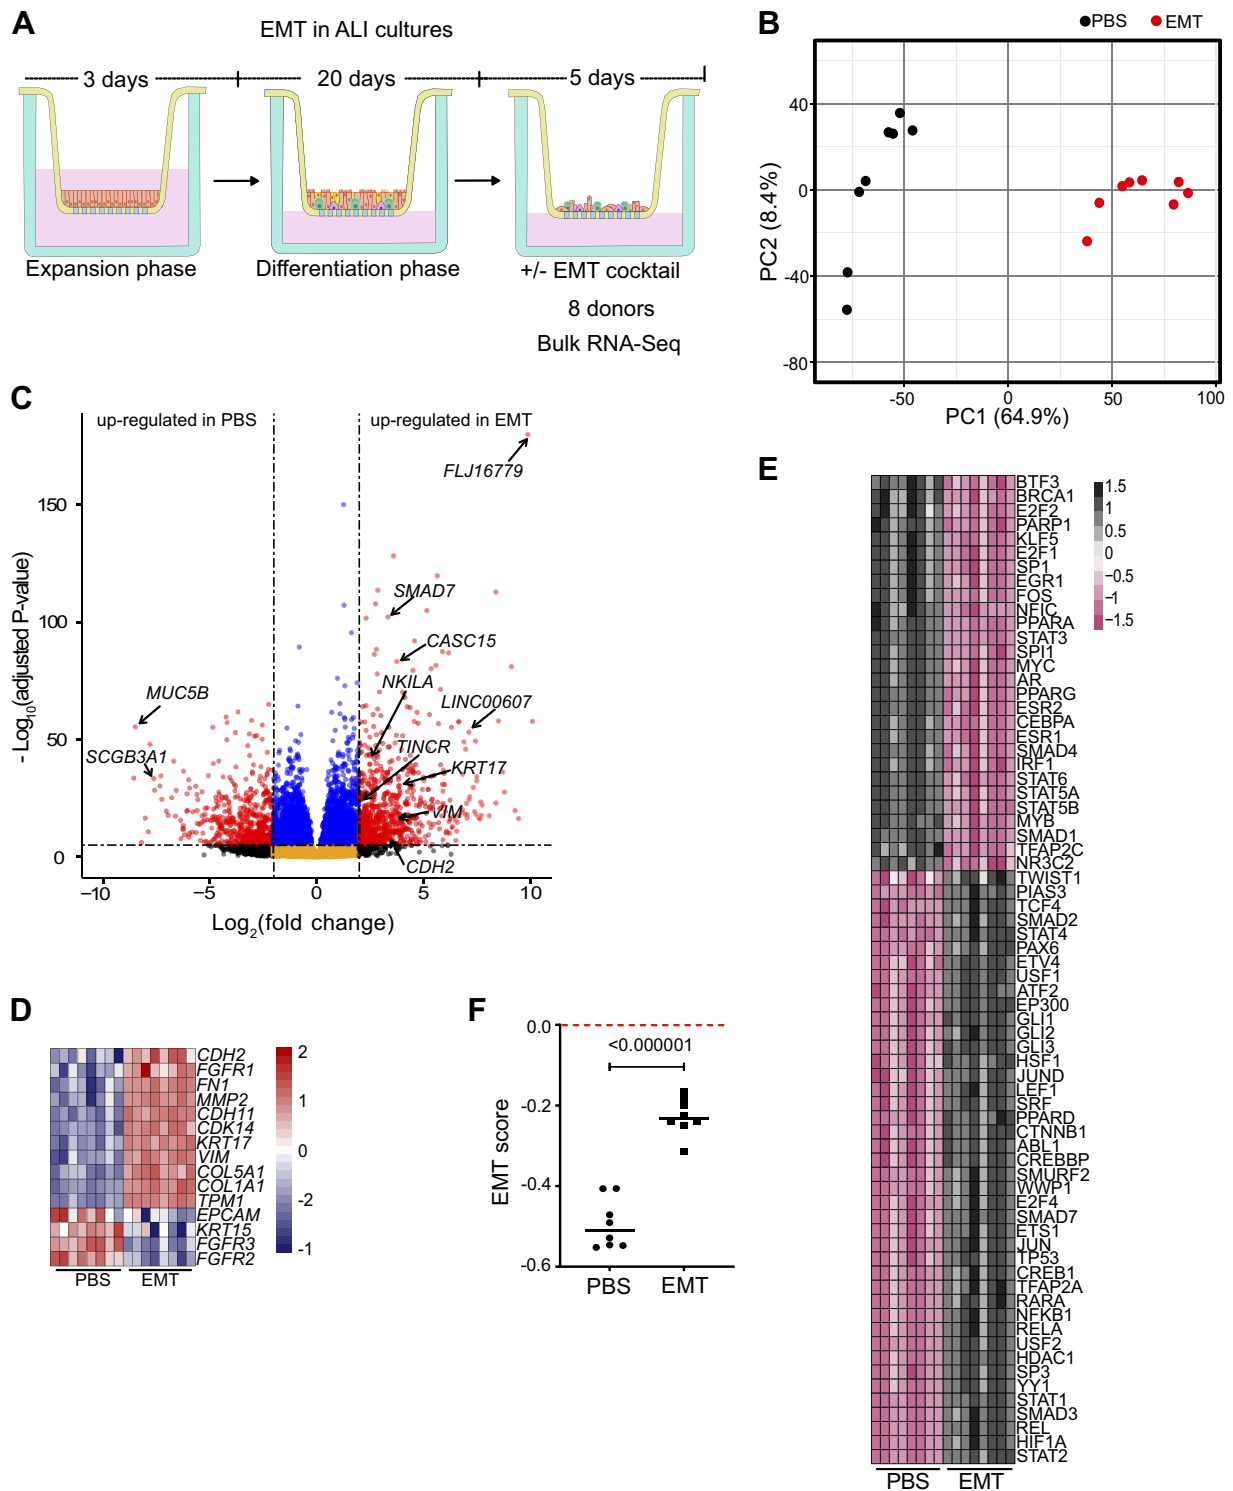 A
EMT in ALI cultures
3 days
20 days
5 days
Expansion phase
Differentiation phase
+/- EMT cocktail
8 donors
Bulk RNA-Seq
B
PBS
EMT
PC2 (8.4%)
40
0
-40
-80
-50
0
50
100
PC1 (64.9%)
C
up-regulated in PBS
up-regulated in EMT
- Log10(adjusted P-value)
150
100
50
0
FLJ16779
SMAD7
CASC15
NKILA
LINC00607
MUC5B
SCGB3A1
TINCR
KRT17
VIM
CDH2
−10
−5
0
5
10
Log2(fold change)
D
CDH2
FGFR1
FN1
MMP2
CDH11
CDK14
KRT17
VIM
COL5A1
COL1A1
TPM1
EPCAM
KRT15
FGFR3
FGFR2
2
1
0
-2
-1
PBS
EMT
F
EMT score
0.0
-0.2
-0.4
-0.6
<0.000001
PBS
EMT
E
BTF3
BRCA1
E2F2
PARP1
KLF5
E2F1
SP1
EGR1
FOS
NFIC
PPARA
STAT3
SPI1
MYC
AR
PPARG
ESR2
CEBPA
ESR1
SMAD4
IRF1
STAT6
STAT5A
STAT5B
MYB
SMAD1
TFAP2C
NR3C2
TWIST1
PIAS3
TCF4
SMAD2
STAT4
PAX6
ETV4
USF1
ATF2
EP300
GLI1
GLI2
GLI3
HSF1
JUND
LEF1
SRF
PPARD
CTNNB1
ABL1
CREBBP
SMURF2
WWP1
E2F4
SMAD7
ETS1
JUN
TP53
CREB1
TFAP2A
RARA
NFKB1
RELA
USF2
HDAC1
SP3
YY1
STAT1
SMAD3
REL
HIF1A
STAT2
1.5
1
0.5
0
−0.5
−1
−1.5
PBS
EMT